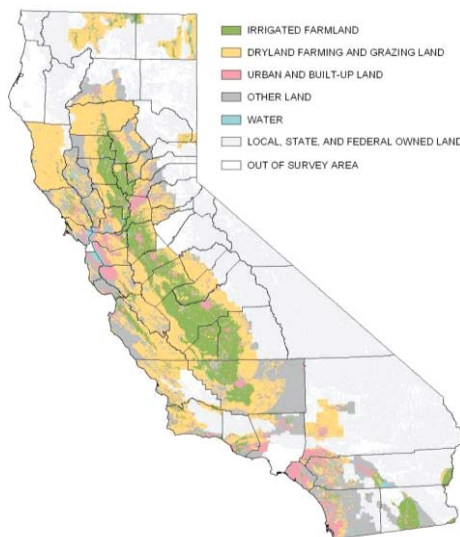 IRRIGATED FARMLAND
DRYLAND FARMING AND GRAZING LAND
URBAN AND BUILT-UP LAND
OTHER LAND
WATER
LOCAL, STATE, AND FEDERAL OWNED LAND
OUT OF SURVEY AREA